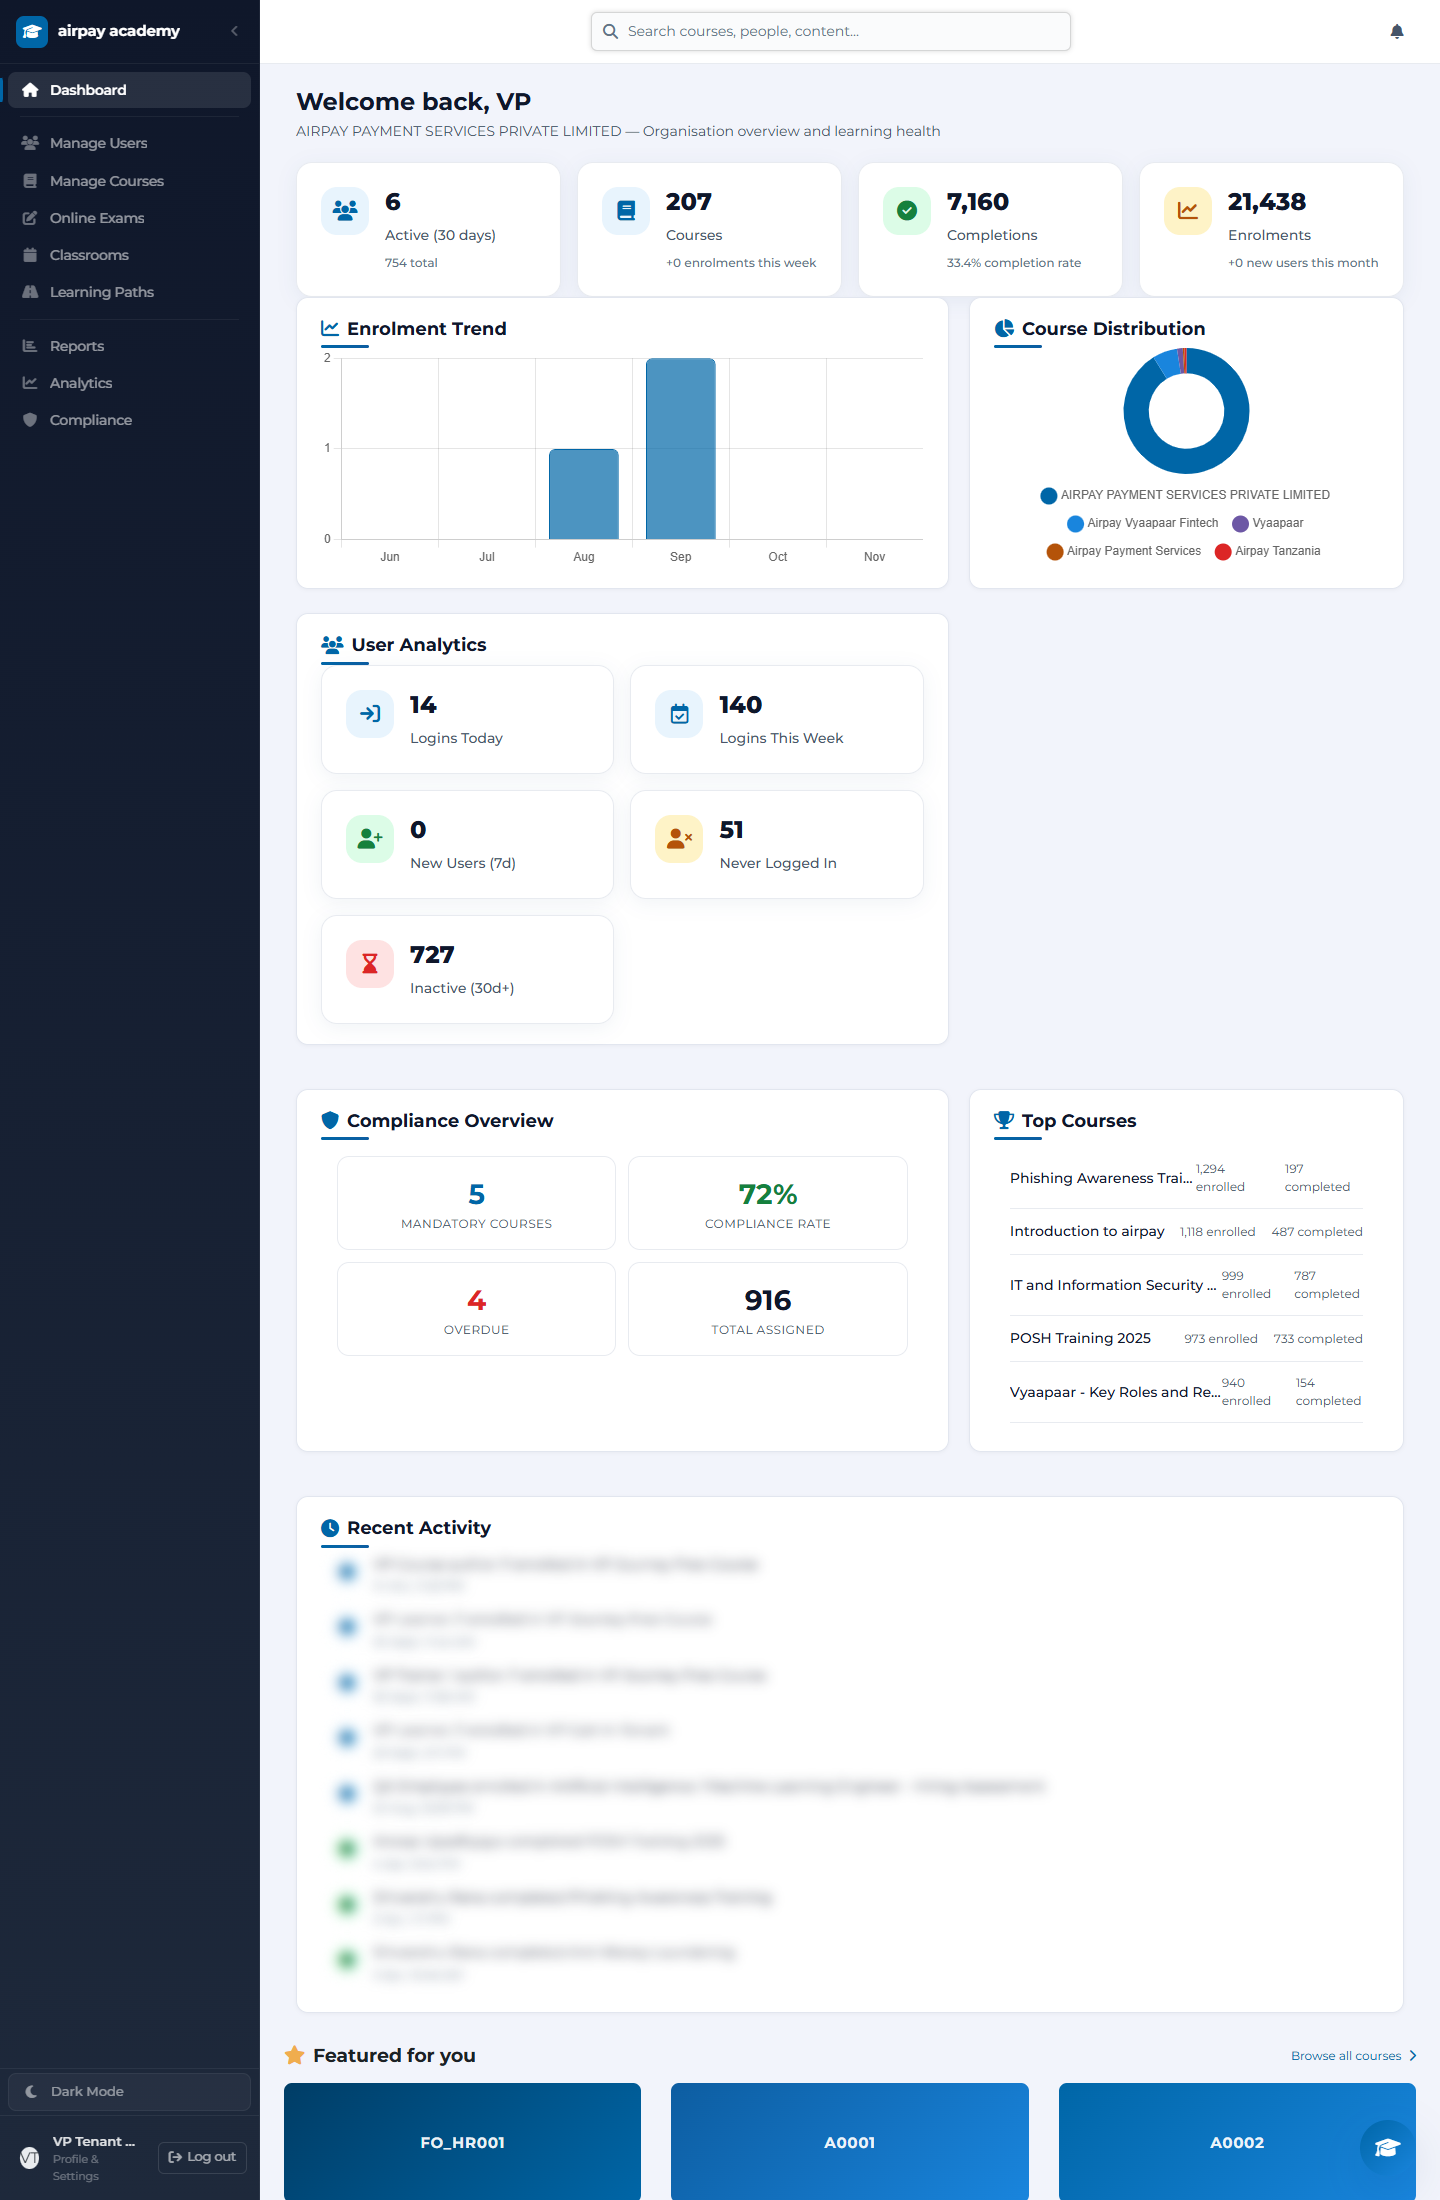 airpay academy
Search courses, people, content...
Dashboard
Manage Users
Manage Courses
Online Exams
Classrooms
Learning Paths
Reports
Analytics
Compliance
Dark Mode
VP Tenant ...
Profile &
Settings
Log out
VT
Welcome back, VP
AIRPAY PAYMENT SERVICES PRIVATE LIMITED — Organisation overview and learning health
6
Active (30 days)
754 total
207
Courses
+0 enrolments this week
7,160
Completions
33.4% completion rate
21,438
Enrolments
+0 new users this month
Enrolment Trend
2
1
0
Jun Jul Aug Sep Oct Nov
Course Distribution
AIRPAY PAYMENT SERVICES PRIVATE LIMITED
Airpay Vyaapaar Fintech Vyaapaar
Airpay Payment Services Airpay Tanzania
User Analytics
14
Logins Today
140
Logins This Week
0
New Users (7d)
51
Never Logged In
727
Inactive (30d+)
Compliance Overview
5
MANDATORY COURSES
72%
COMPLIANCE RATE
4
OVERDUE
916
TOTAL ASSIGNED
Top Courses
Phishing Awareness Trai... 1,294 enrolled 197 completed
Introduction to airpay 1,118 enrolled 487 completed
IT and Information Security ... 999 enrolled 787 completed
POSH Training 2025 973 enrolled 733 completed
Vyaapaar - Key Roles and Re... 940 enrolled 154 completed
Recent Activity
Featured for you
Browse all courses
FO_HR001
A0001
A0002